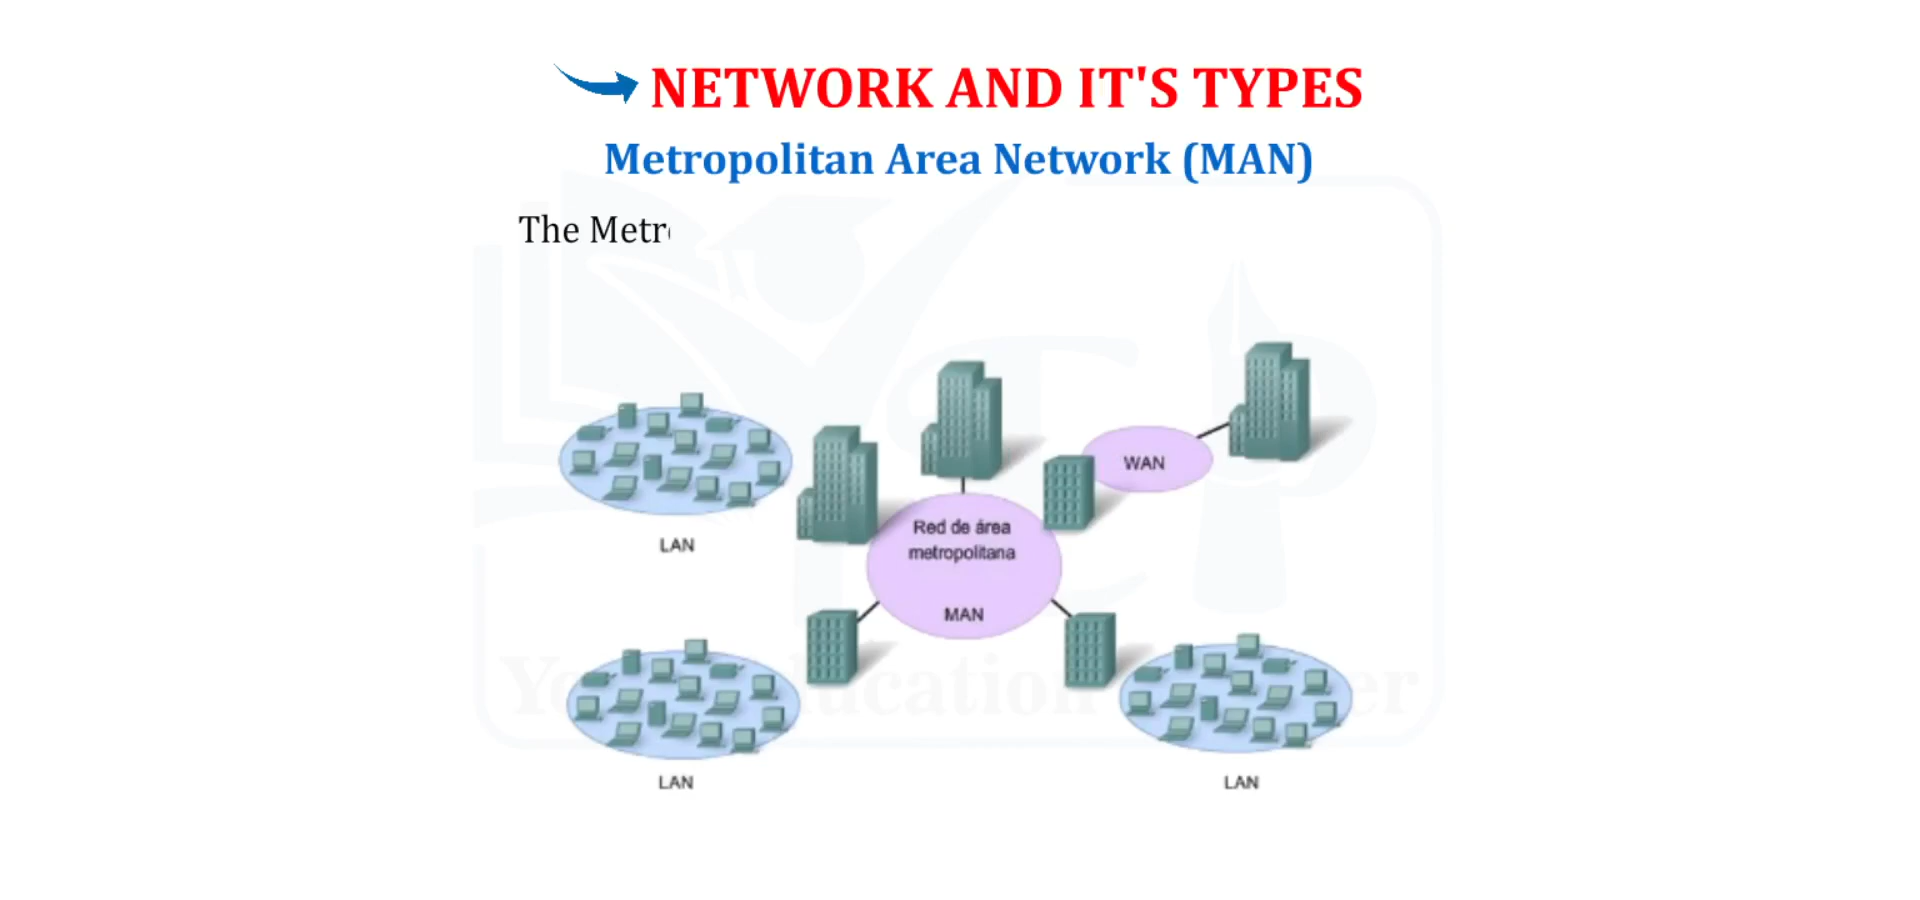 NETWORK AND IT'S TYPES
Metropolitan Area Network (MAN)
The Metr
WAN
Red de área
metropolitana
MAN
LAN
LAN
LAN